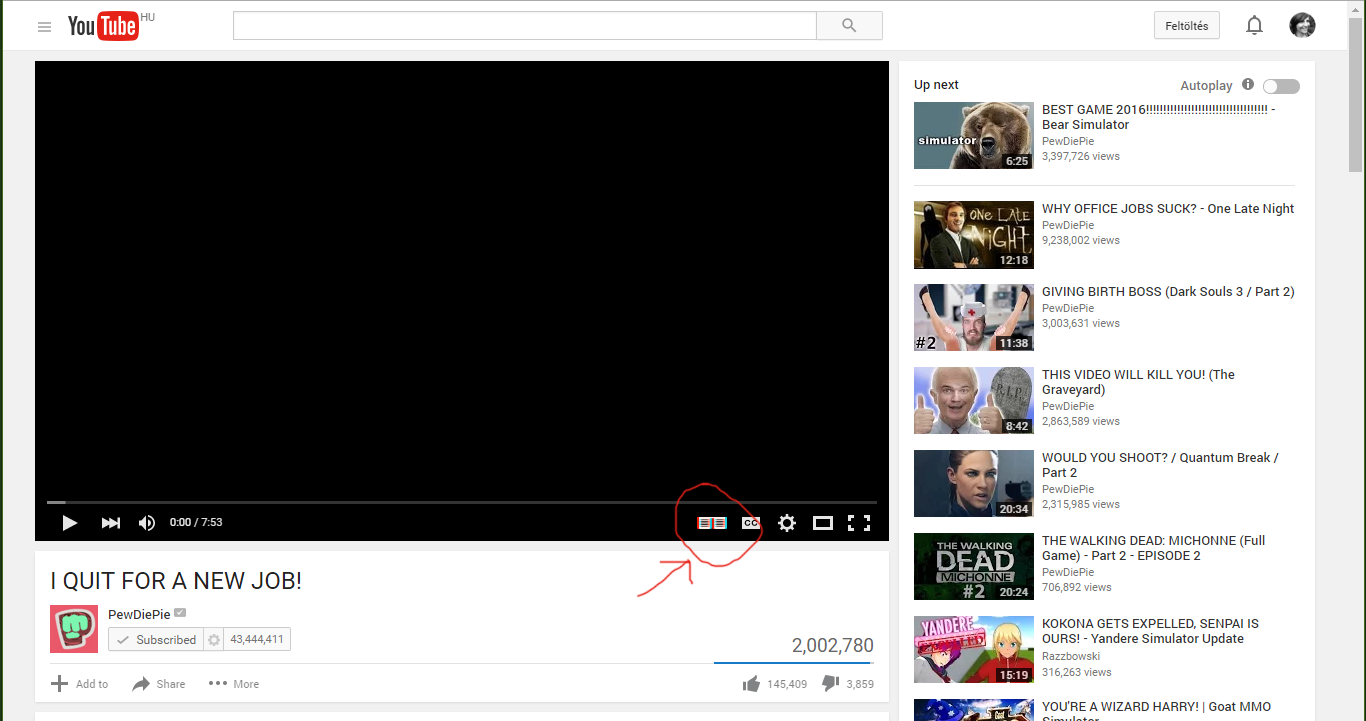 YouTube HU
Feltöltés
simulator
6:25
ONE LATE
NIGHT
12:18
#2
11:38
R.I.P.
8:42
20:34
THE WALKING
DEAD
MICHONNE
#2
20:24
YANDERE
15:19
0:00 / 7:53
CC
I QUIT FOR A NEW JOB!
PewDiePie
Subscribed
43,444,411
2,002,780
Add to
Share
More
145,409
3,859
Up next
Autoplay
BEST GAME 2016!!!!!!!!!!!!!!!!!!!!!!!!!!!!!!!!!!! -
Bear Simulator
PewDiePie
3,397,726 views
WHY OFFICE JOBS SUCK? - One Late Night
PewDiePie
9,238,002 views
GIVING BIRTH BOSS (Dark Souls 3 / Part 2)
PewDiePie
3,003,631 views
THIS VIDEO WILL KILL YOU! (The
Graveyard)
PewDiePie
2,863,589 views
WOULD YOU SHOOT? / Quantum Break /
Part 2
PewDiePie
2,315,985 views
THE WALKING DEAD: MICHONNE (Full
Game) - Part 2 - EPISODE 2
PewDiePie
706,892 views
KOKONA GETS EXPELLED, SENPAI IS
OURS! - Yandere Simulator Update
Razzbowski
316,263 views
YOU'RE A WIZARD HARRY! | Goat MMO
Simulator